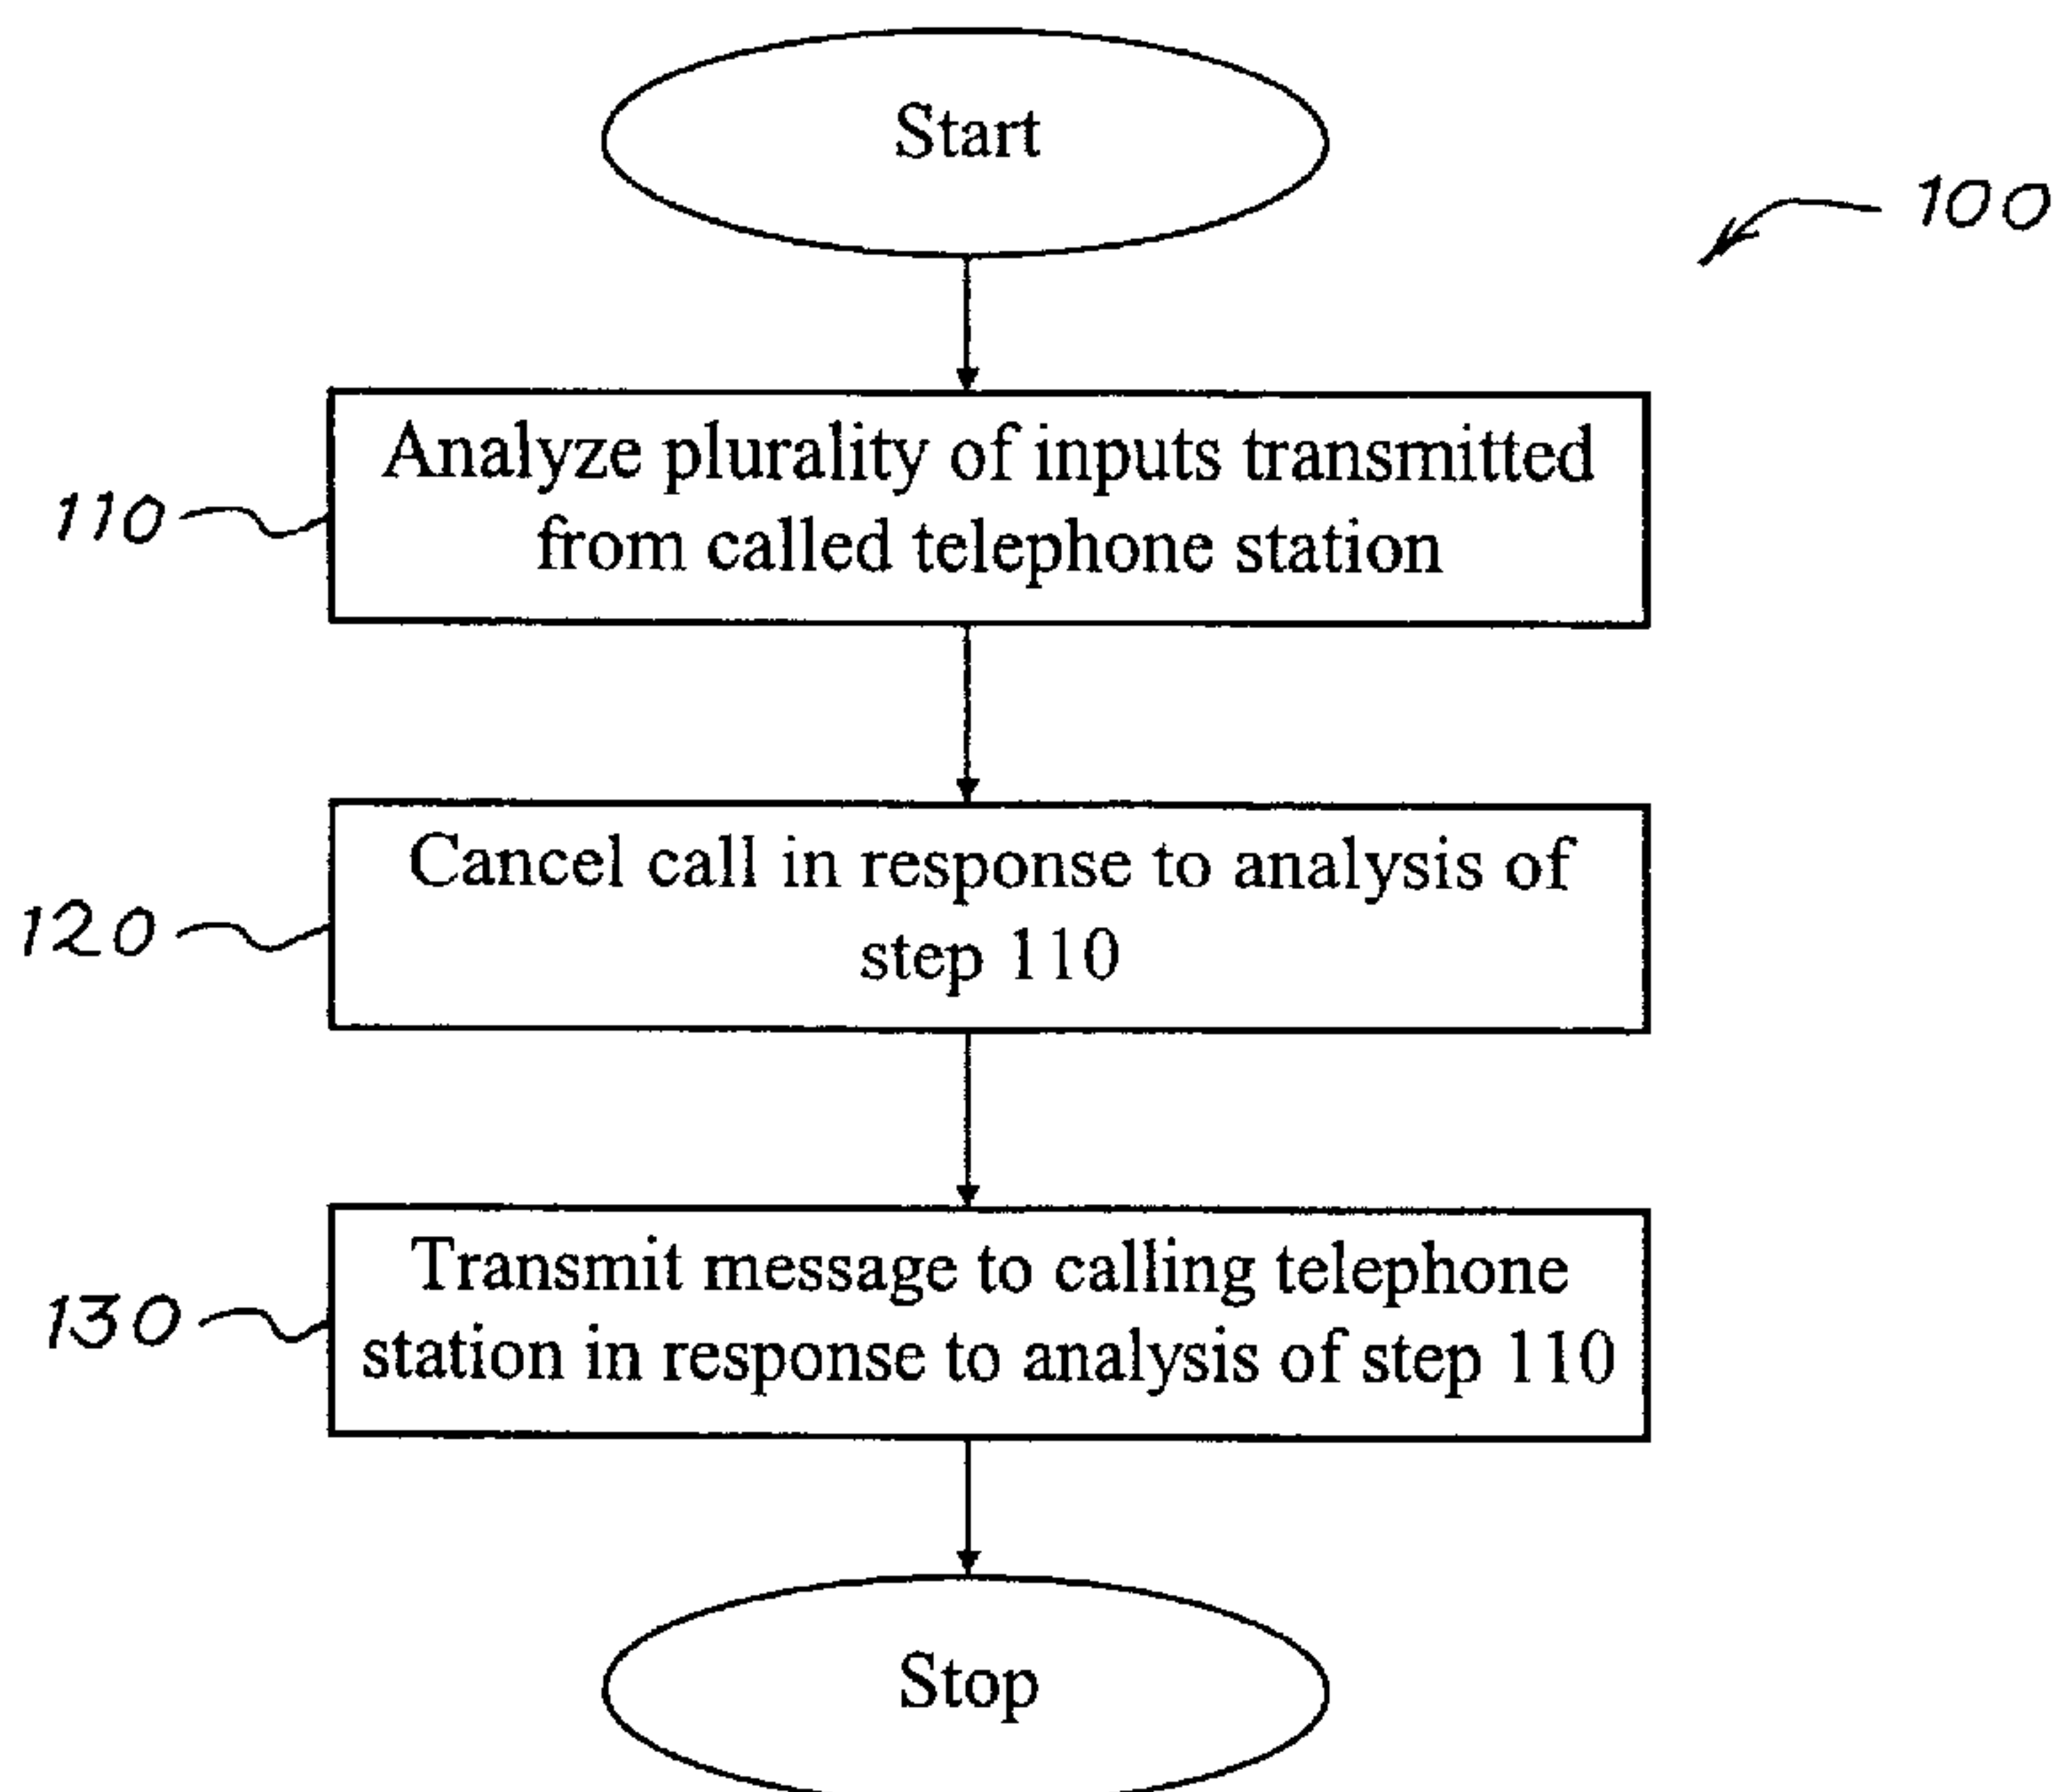 Start
100
Analyze plurality of inputs transmitted
from called telephone station
110
Cancel call in response to analysis of
step 110
120
Transmit message to calling telephone
station in response to analysis of step 110
130
Stop